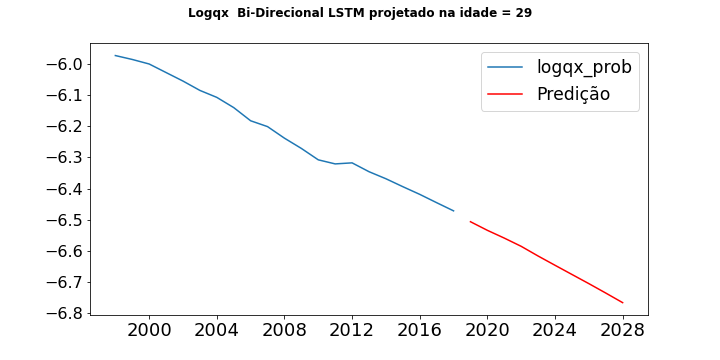 Logqx  Bi-Direcional LSTM projetado na idade = 29
logqx_prob
Predição
−6.0
−6.1
−6.2
−6.3
−6.4
−6.5
−6.6
−6.7
−6.8
2000 2004 2008 2012 2016 2020 2024 2028